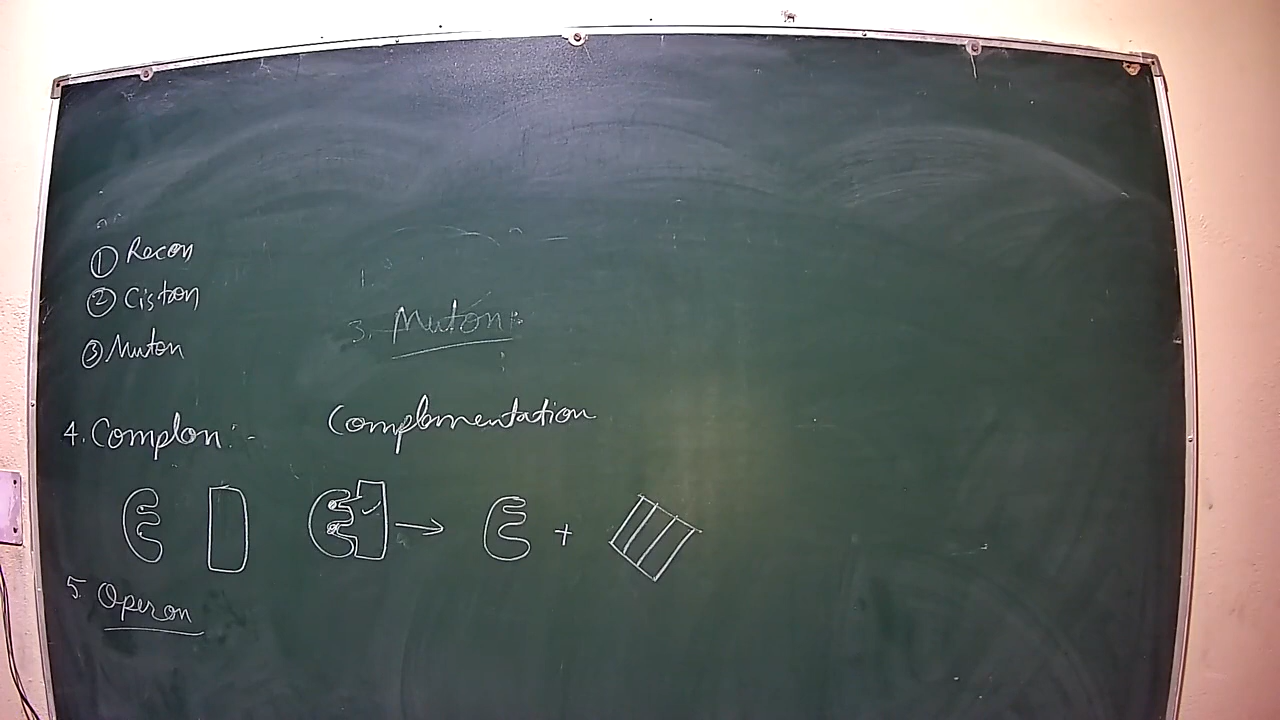 ① Recon
② Cistron
③ Muton
3. Muton:
4. Complon:-
Complementation
+
5. Operon